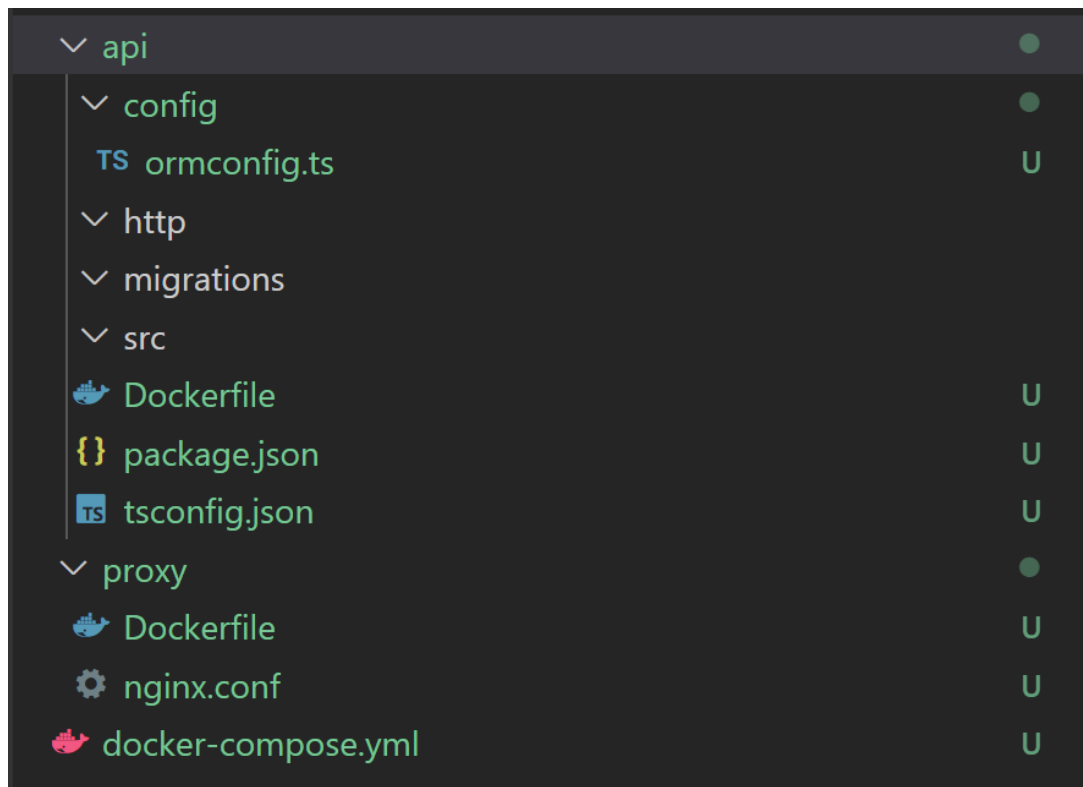 api
config
TS ormconfig.ts U
http
migrations
src
Dockerfile U
{} package.json U
TS tsconfig.json U
proxy
Dockerfile U
nginx.conf U
docker-compose.yml U